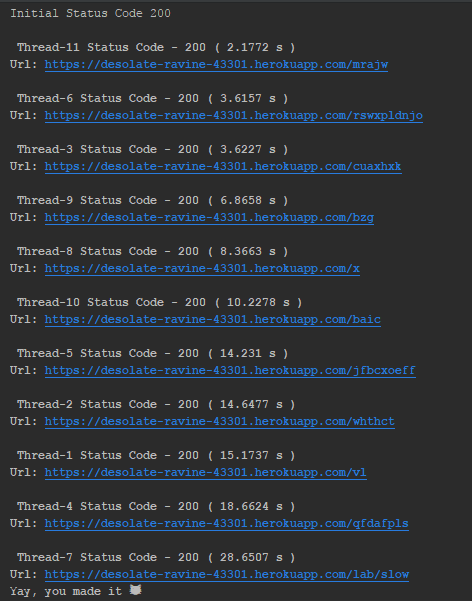 Initial Status Code 200
Thread-11 Status Code - 200 ( 2.1772 s )
Url: https://desolate-ravine-43301.herokuapp.com/mrajw
Thread-6 Status Code - 200 ( 3.6157 s )
Url: https://desolate-ravine-43301.herokuapp.com/rswxpldnjo
Thread-3 Status Code - 200 ( 3.6227 s )
Url: https://desolate-ravine-43301.herokuapp.com/cuaxhxk
Thread-9 Status Code - 200 ( 6.8658 s )
Url: https://desolate-ravine-43301.herokuapp.com/bzg
Thread-8 Status Code - 200 ( 8.3663 s )
Url: https://desolate-ravine-43301.herokuapp.com/x
Thread-10 Status Code - 200 ( 10.2278 s )
Url: https://desolate-ravine-43301.herokuapp.com/baic
Thread-5 Status Code - 200 ( 14.231 s )
Url: https://desolate-ravine-43301.herokuapp.com/jfbcxoeff
Thread-2 Status Code - 200 ( 14.6477 s )
Url: https://desolate-ravine-43301.herokuapp.com/whthct
Thread-1 Status Code - 200 ( 15.1737 s )
Url: https://desolate-ravine-43301.herokuapp.com/vl
Thread-4 Status Code - 200 ( 18.6624 s )
Url: https://desolate-ravine-43301.herokuapp.com/qfdafpls
Thread-7 Status Code - 200 ( 28.6507 s )
Url: https://desolate-ravine-43301.herokuapp.com/lab/slow
Yay, you made it 🐱